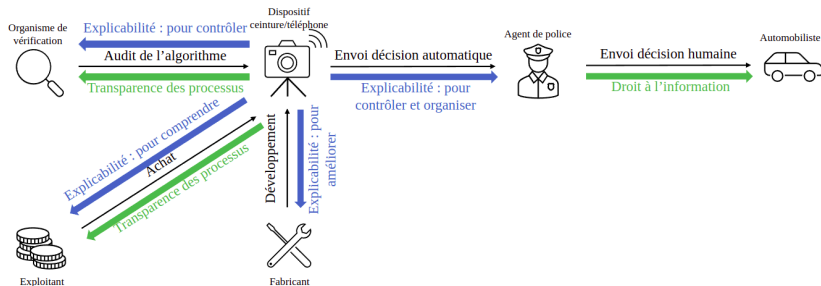 Organisme de
vérification
Explicabilité : pour contrôler
Audit de l’algorithme
Transparence des processus
Dispositif
ceinture/téléphone
Envoi décision automatique
Explicabilité : pour
contrôler et organiser
Agent de police
Envoi décision humaine
Droit à l’information
Automobiliste
Explicabilité : pour comprendre
Achat
Transparence des processus
Développement
Explicabilité : pour
améliorer
Exploitant
Fabricant